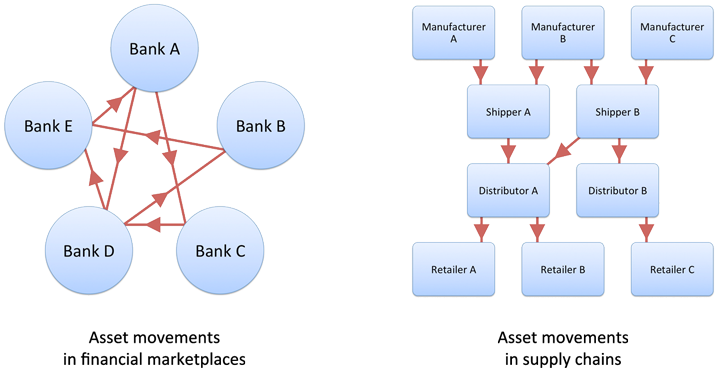 Bank A
Bank E
Bank B
Bank D
Bank C
Asset movements
in financial marketplaces
Manufacturer
A
Manufacturer
B
Manufacturer
C
Shipper A
Shipper B
Distributor A
Distributor B
Retailer A
Retailer B
Retailer C
Asset movements
in supply chains